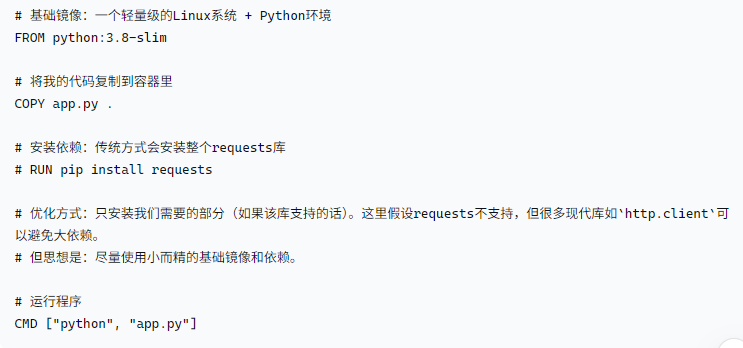 # 基础镜像：一个轻量级的Linux系统 + Python环境
FROM python:3.8-slim
# 将我的代码复制到容器里
COPY app.py .
# 安装依赖：传统方式会安装整个requests库
# RUN pip install requests
# 优化方式：只安装我们需要的部分（如果该库支持的话）。这里假设requests不支持，但很多现代库如`http.client`可
以避免大依赖。
# 但思想是：尽量使用小而精的基础镜像和依赖。
# 运行程序
CMD ["python", "app.py"]